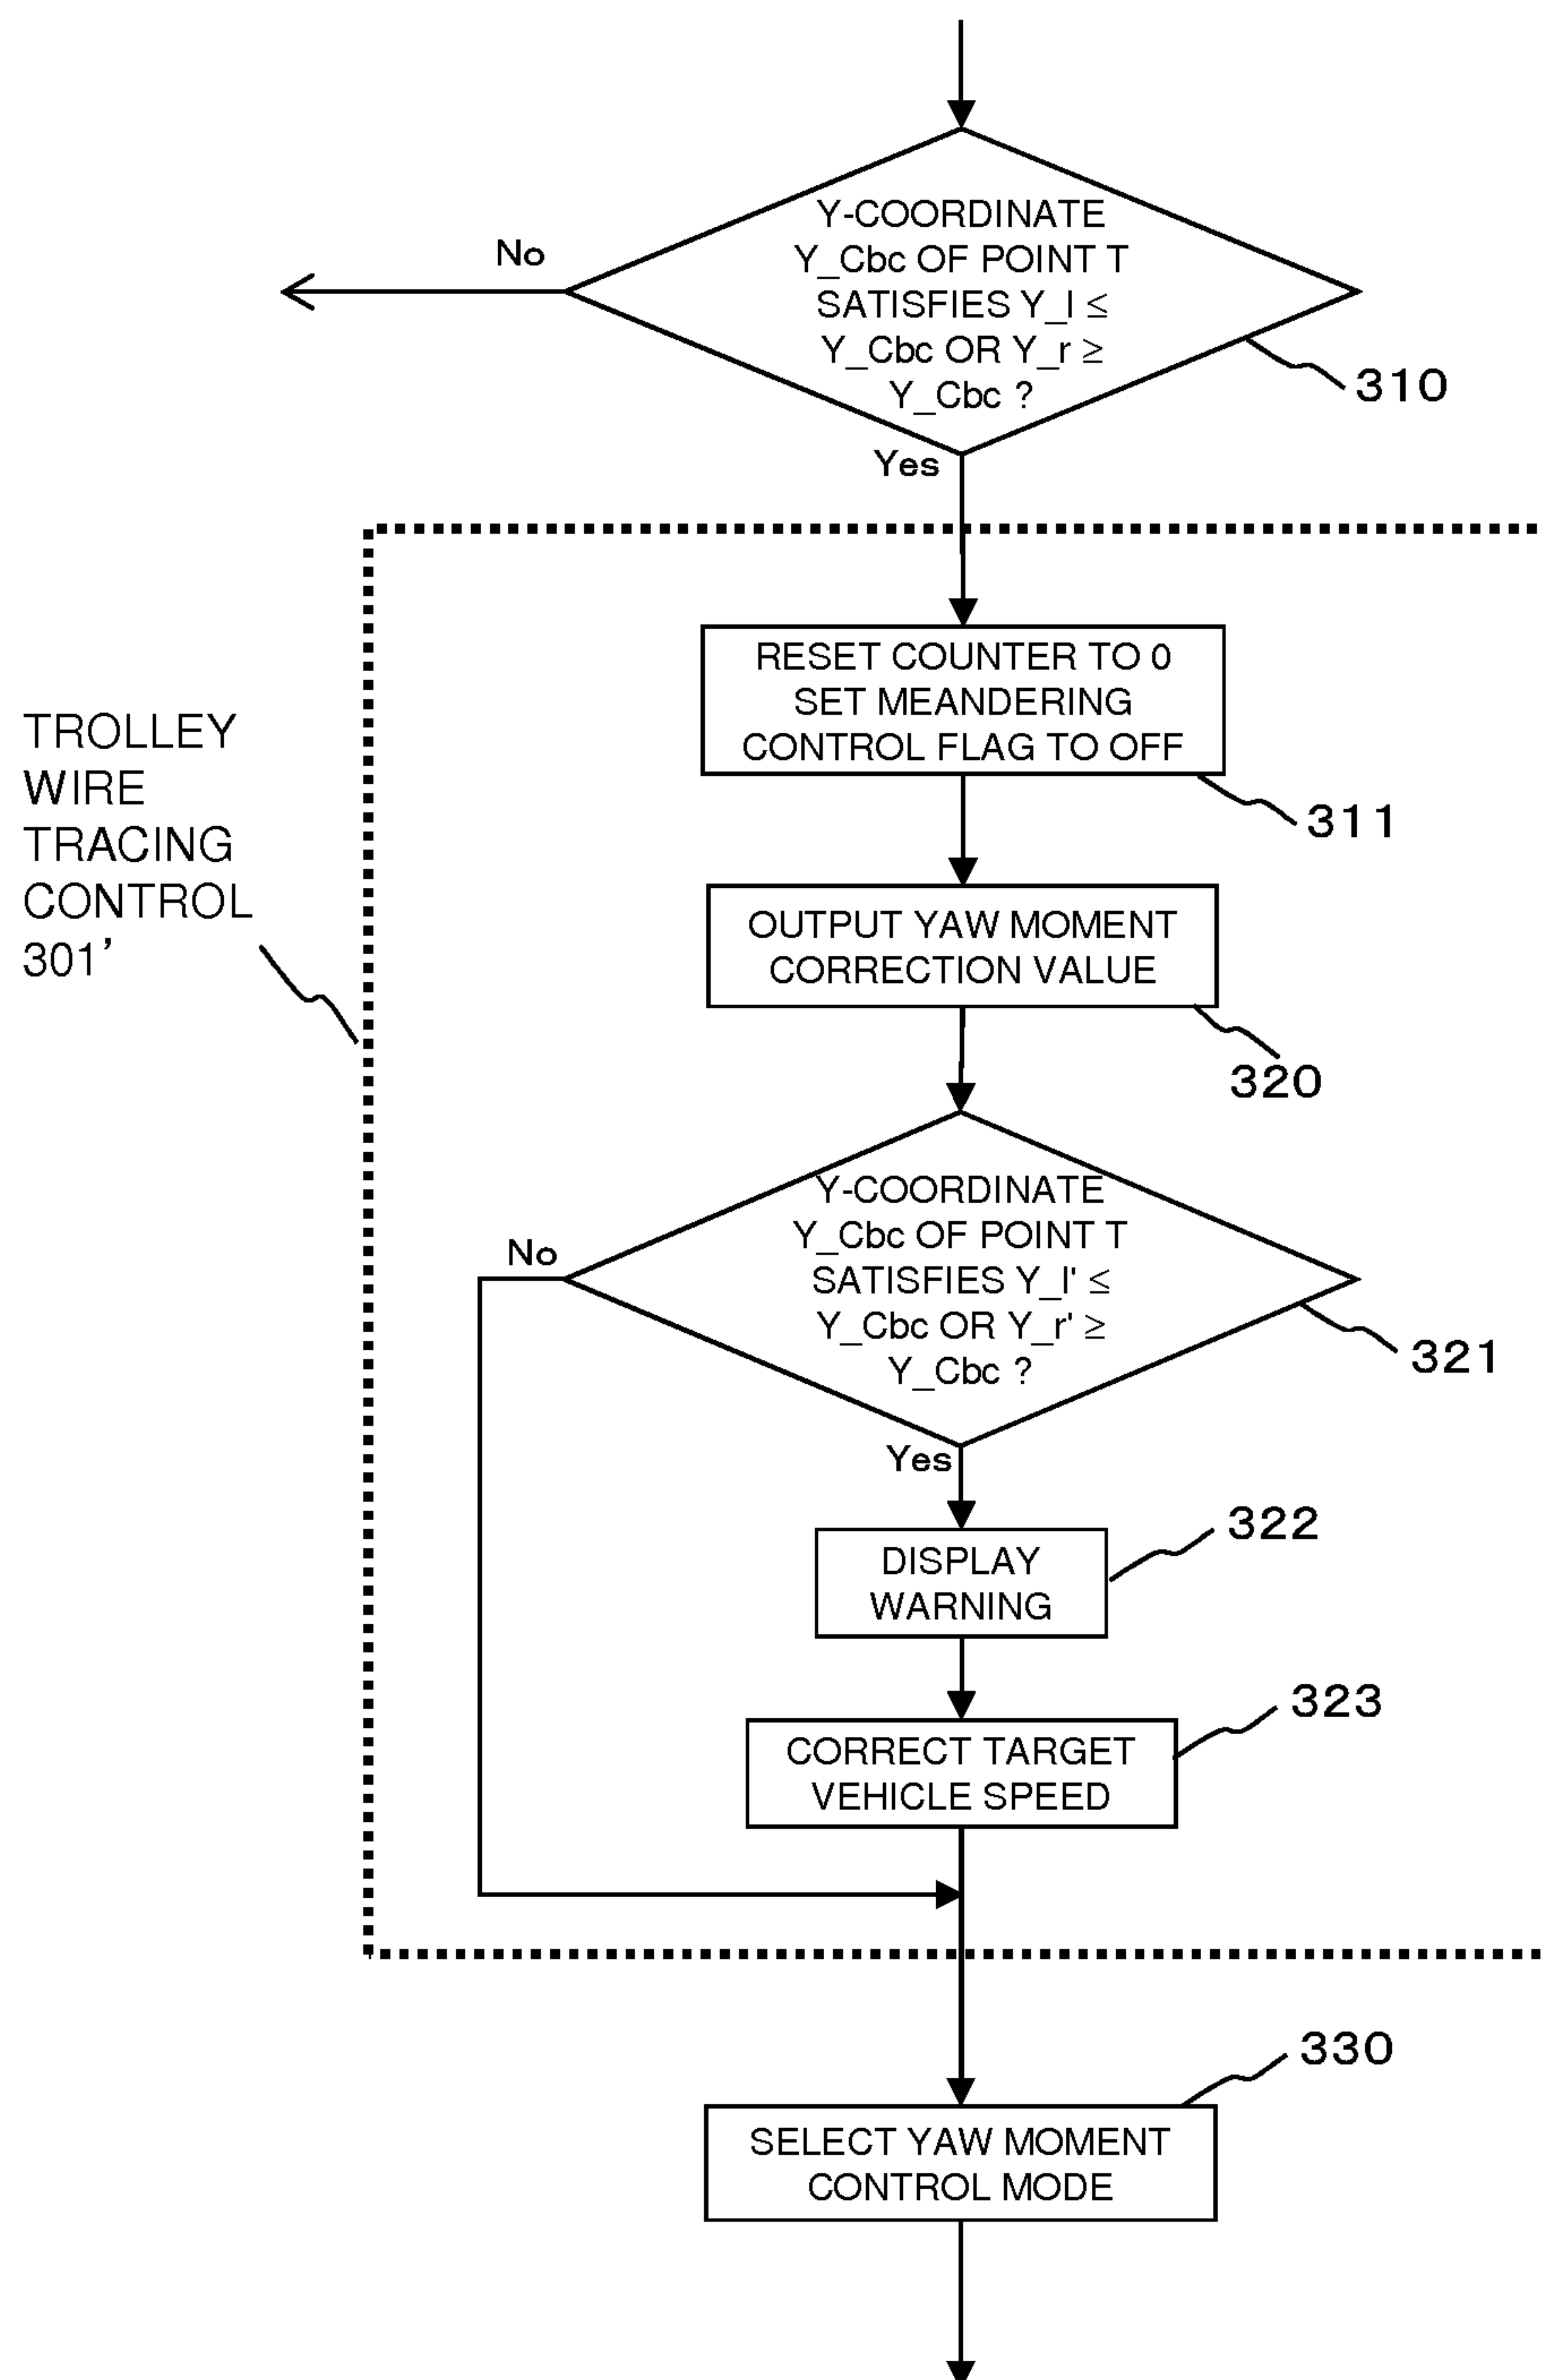 Y-COORDINATE
Y_Cbc OF POINT T
SATISFIES Y_l ≤
Y_Cbc OR Y_r ≥
Y_Cbc ?
No
310
Yes
RESET COUNTER TO 0
SET MEANDERING
CONTROL FLAG TO OFF
311
TROLLEY
WIRE
TRACING
CONTROL
301’
OUTPUT YAW MOMENT
CORRECTION VALUE
320
Y-COORDINATE
Y_Cbc OF POINT T
SATISFIES Y_l' ≤
Y_Cbc OR Y_r' ≥
Y_Cbc ?
No
321
Yes
DISPLAY
WARNING
322
CORRECT TARGET
VEHICLE SPEED
323
SELECT YAW MOMENT
CONTROL MODE
330